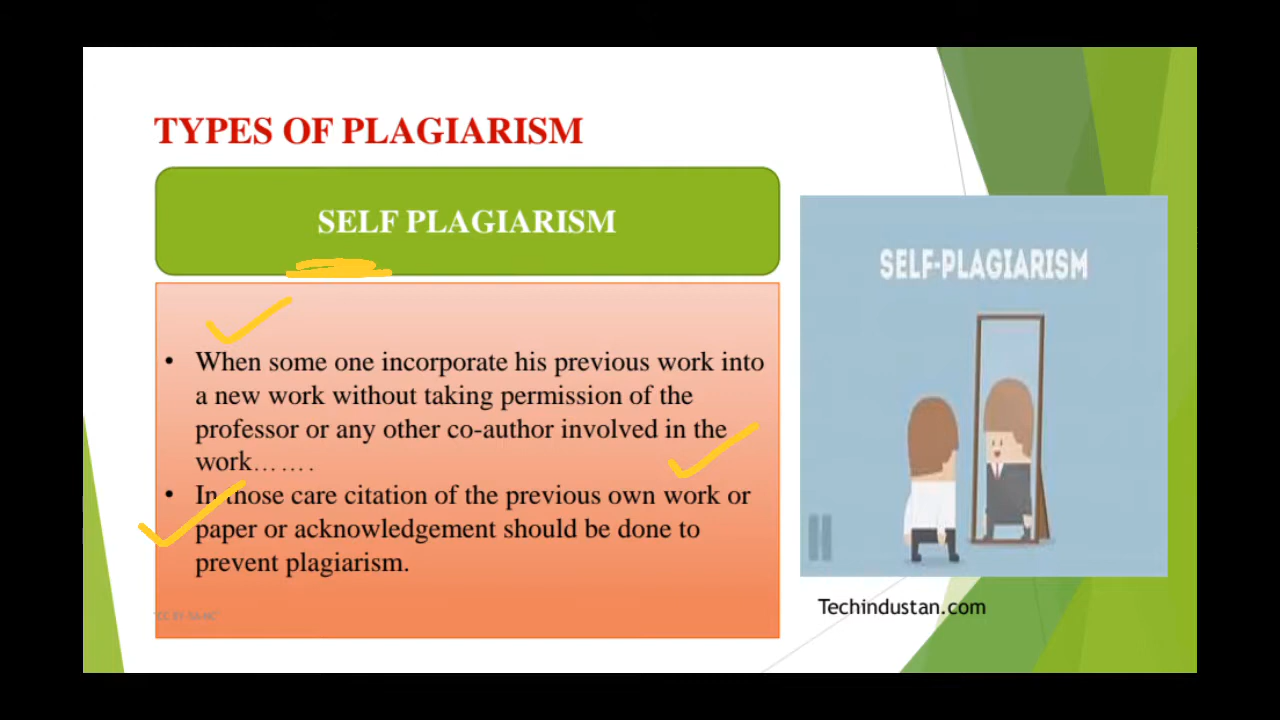 TYPES OF PLAGIARISM
SELF PLAGIARISM
• When some one incorporate his previous work into
a new work without taking permission of the
professor or any other co-author involved in the
work…….
• In those care citation of the previous own work or
paper or acknowledgement should be done to
prevent plagiarism.
SELF-PLAGIARISM
Techindustan.com